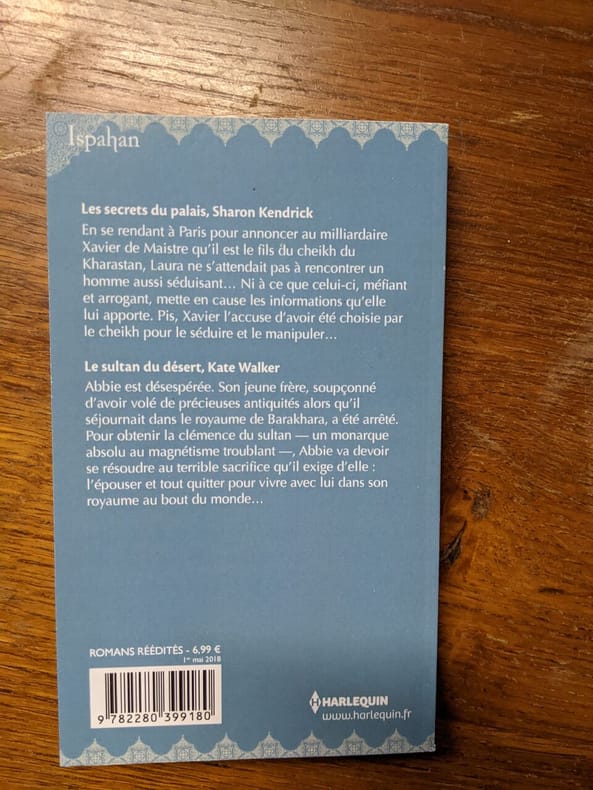 Ispahan
Les secrets du palais, Sharon Kendrick
En se rendant à Paris pour annoncer au milliardaire
Xavier de Maistre qu'il est le fils du cheikh du
Kharastan, Laura ne s'attendait pas à rencontrer un
homme aussi séduisant… Ni à ce que celui-ci, méfiant
et arrogant, mette en cause les informations qu'elle
lui apporte. Pis, Xavier l'accuse d'avoir été choisie par
le cheikh pour le séduire et le manipuler…
Le sultan du désert, Kate Walker
Abbie est désespérée. Son jeune frère, soupçonné
d'avoir volé de précieuses antiquités alors qu'il
séjournait dans le royaume de Barakhara, a été arrêté.
Pour obtenir la clémence du sultan — un monarque
absolu au magnétisme troublant —, Abbie va devoir
se résoudre au terrible sacrifice qu'il exige d'elle :
l'épouser et tout quitter pour vivre avec lui dans son
royaume au bout du monde…
ROMANS RÉÉDITÉS - 6,99 €
1er mai 2018
9 782280 399180
HARLEQUIN
www.harlequin.fr